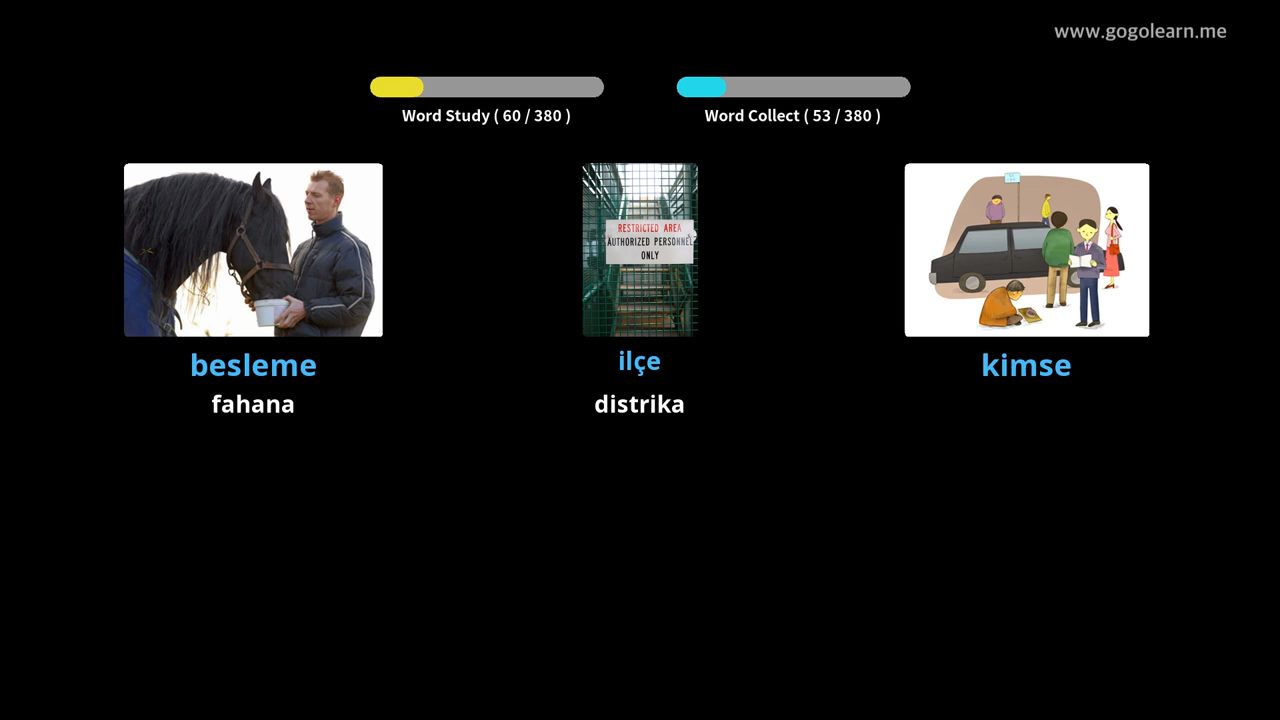 www.gogolearn.me
Word Study ( 60 / 380 )
Word Collect ( 53 / 380 )
RESTRICTED AREA
AUTHORIZED PERSONNEL
ONLY
besleme
ilçe
kimse
fahana
distrika